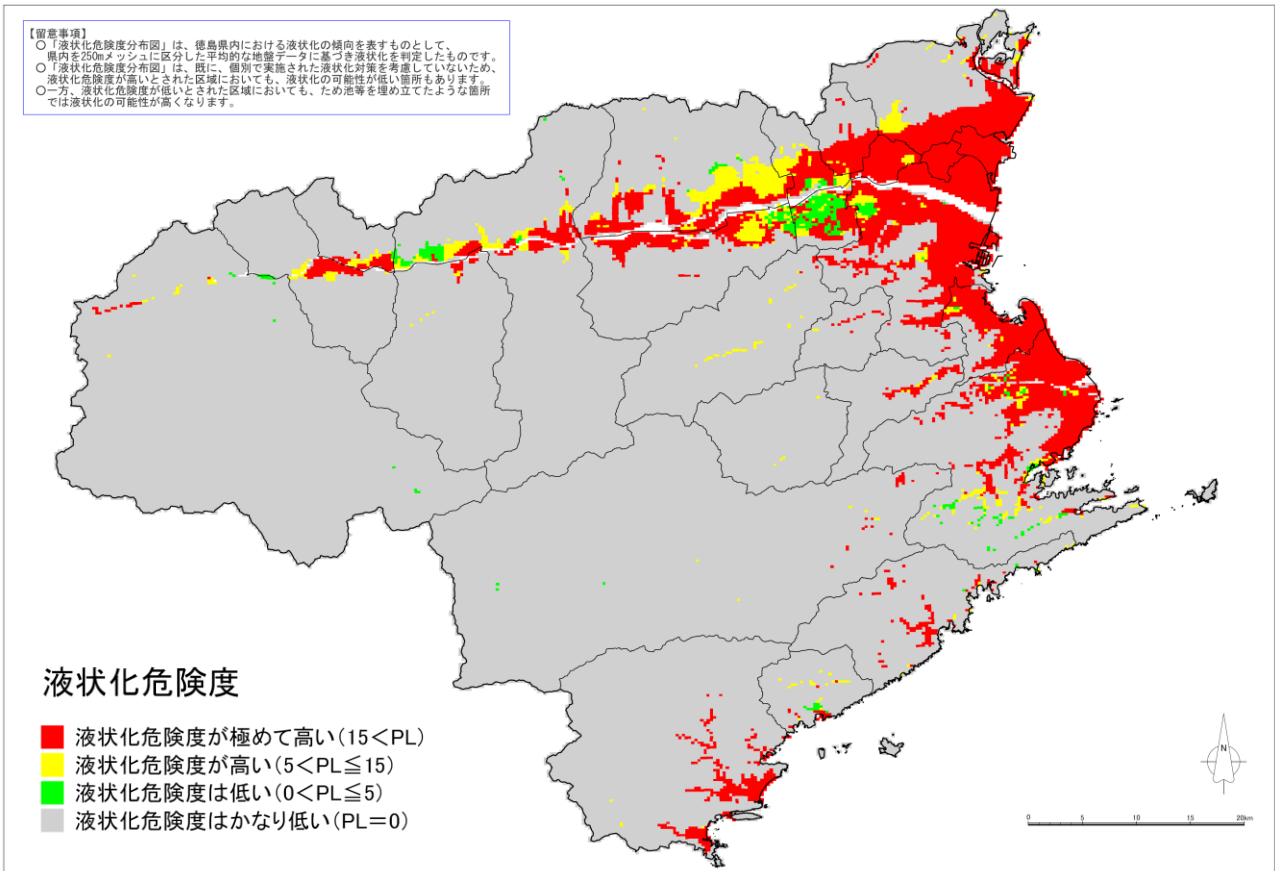 【留意事項】
○「液状化危険度分布図」は、徳島県内における液状化の傾向を表すものとして、
県内を250mメッシュに区分した平均的な地盤データに基づき液状化を判定したものです。
○「液状化危険度分布図」は、既に、個別で実施された液状化対策を考慮していないため、
液状化危険度が高いとされた区域においても、液状化の可能性が低い箇所もあります。
○一方、液状化危険度が低いとされた区域においても、ため池等を埋め立てたような箇所
では液状化の可能性が高くなります。
液状化危険度
液状化危険度が極めて高い(15<PL)
液状化危険度が高い(5<PL≦15)
液状化危険度は低い(0<PL≦5)
液状化危険度はかなり低い(PL=0)
N
0 5 10 15 20km